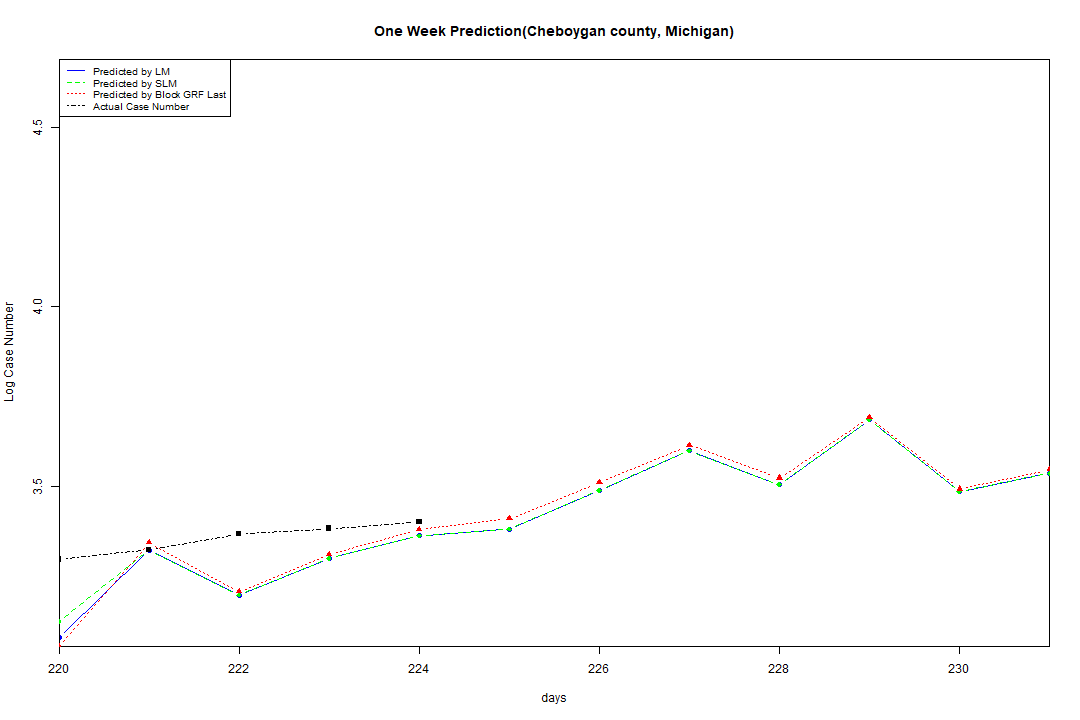 One Week Prediction(Cheboygan county, Michigan)
Predicted by LM
Predicted by SLM
Predicted by Block GRF Last
Actual Case Number
4.5
4.0
3.5
Log Case Number
220 222 224 226 228 230
days